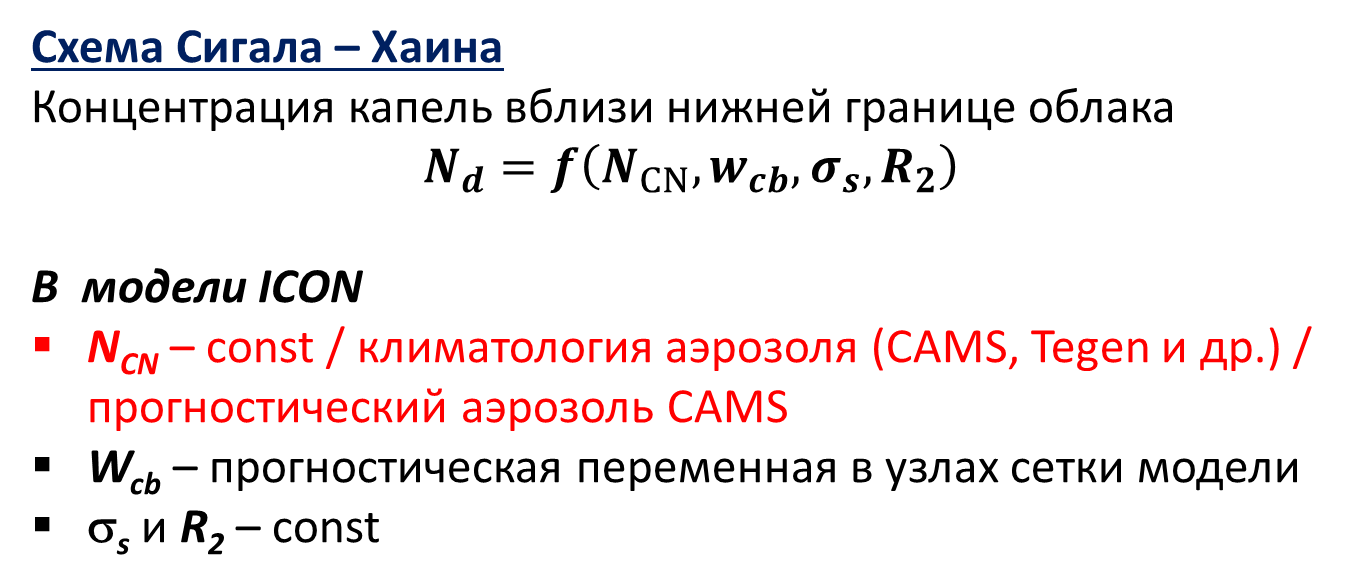 Схема Сигала – Хаина
Концентрация капель вблизи нижней границе облака
N_d = f(N_CN, w_cb, σ_s, R_2)
В модели ICON
▪ N_CN – const / климатология аэрозоля (CAMS, Tegen и др.) /
прогностический аэрозоль CAMS
▪ W_cb – прогностическая переменная в узлах сетки модели
▪ σ_s и R_2 – const